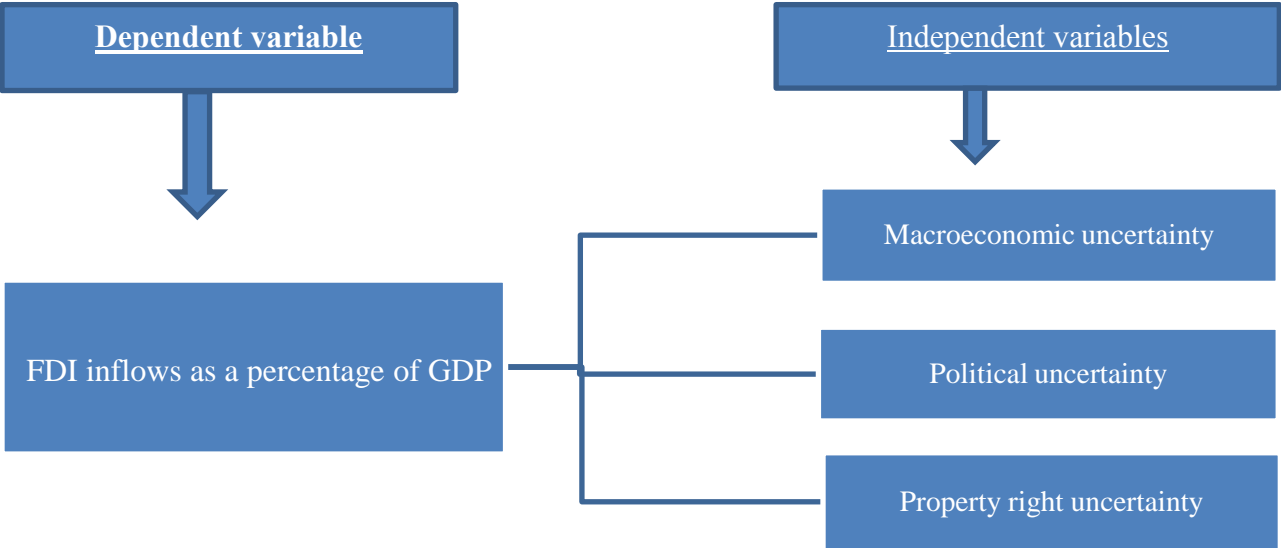 Dependent variable
Independent variables
Macroeconomic uncertainty
FDI inflows as a percentage of GDP
Political uncertainty
Property right uncertainty